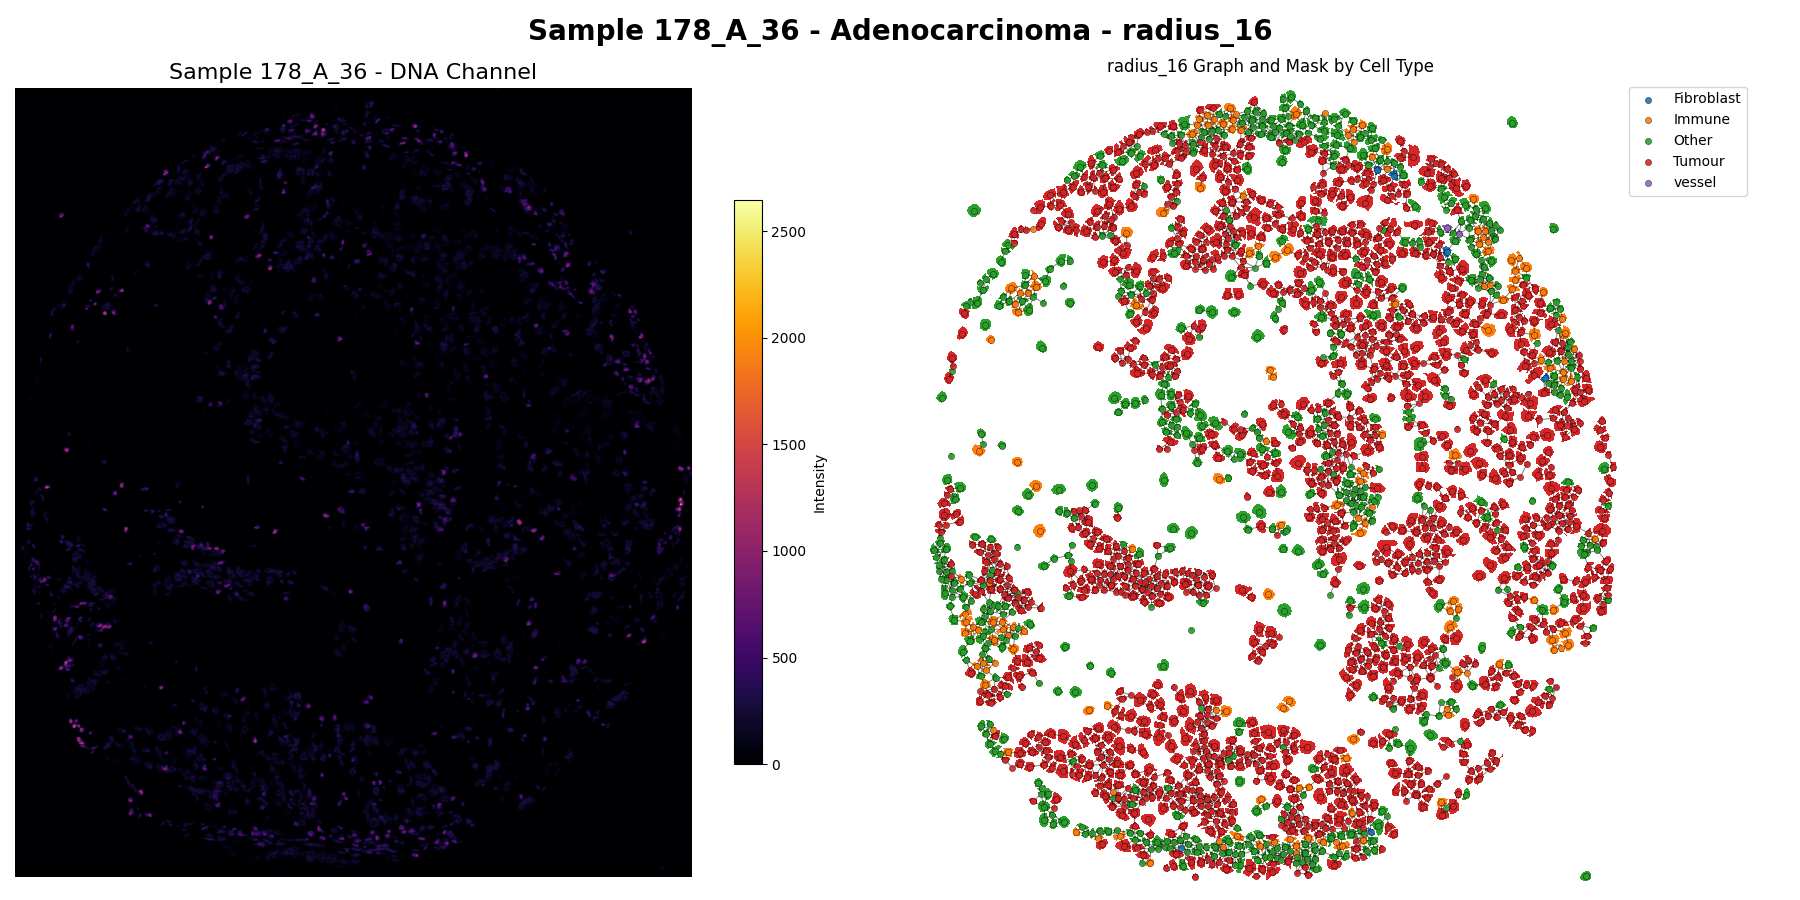 Sample 178_A_36 - Adenocarcinoma - radius_16
Sample 178_A_36 - DNA Channel
radius_16 Graph and Mask by Cell Type
Fibroblast
Immune
Other
Tumour
vessel
2500
2000
1500
1000
500
0
Intensity